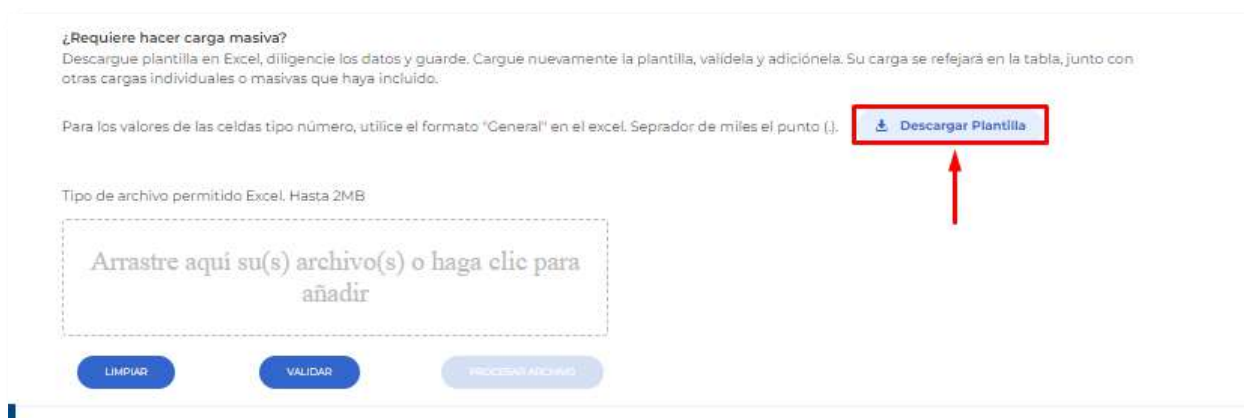 ¿Requiere hacer carga masiva?
Descargue plantilla en Excel, diligencie los datos y guarde. Cargue nuevamente la plantilla, valídela y adiciónela. Su carga se refejará en la tabla, junto con
otras cargas individuales o masivas que haya incluido.
Para los valores de las celdas tipo número, utilice el formato "General" en el excel. Seprador de miles el punto (.).
Descargar Plantilla
Tipo de archivo permitido Excel. Hasta 2MB
Arrastre aquí su(s) archivo(s) o haga clic para
añadir
LIMPIAR
VALIDAR
PROCESAR ARCHIVO